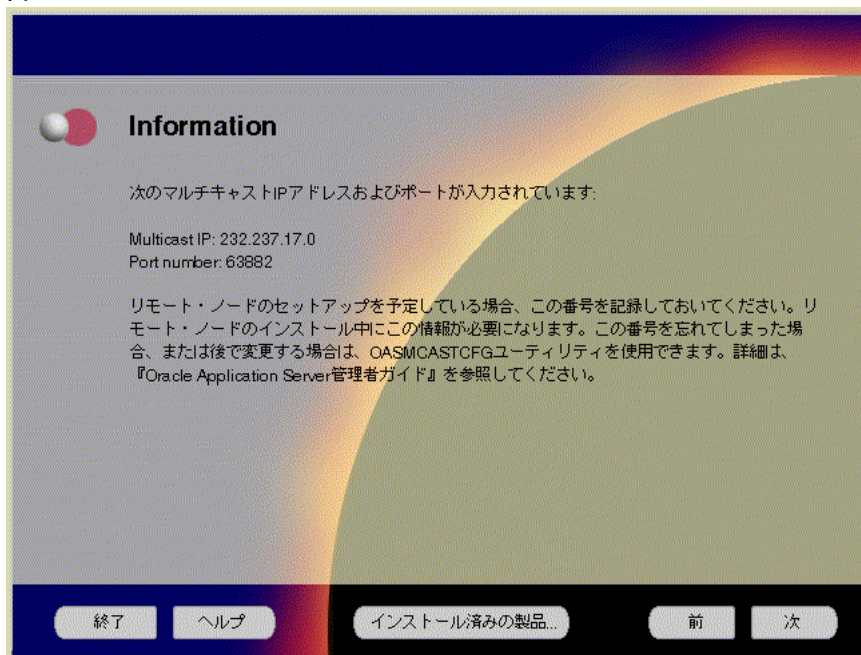 Information
次のマルチキャストIPアドレスおよびポートが入力されています:
Multicast IP: 232.237.17.0
Port number: 63882
リモート・ノードのセットアップを予定している場合、この番号を記録しておいてください。リ
モート・ノードのインストール中にこの情報が必要になります。この番号を忘れてしまった場
合、または後で変更する場合は、OASMCASTCFGユーティリティを使用できます。詳細は、
『Oracle Application Server管理者ガイド』を参照してください。
終了 ヘルプ インストール済みの製品... 前 次